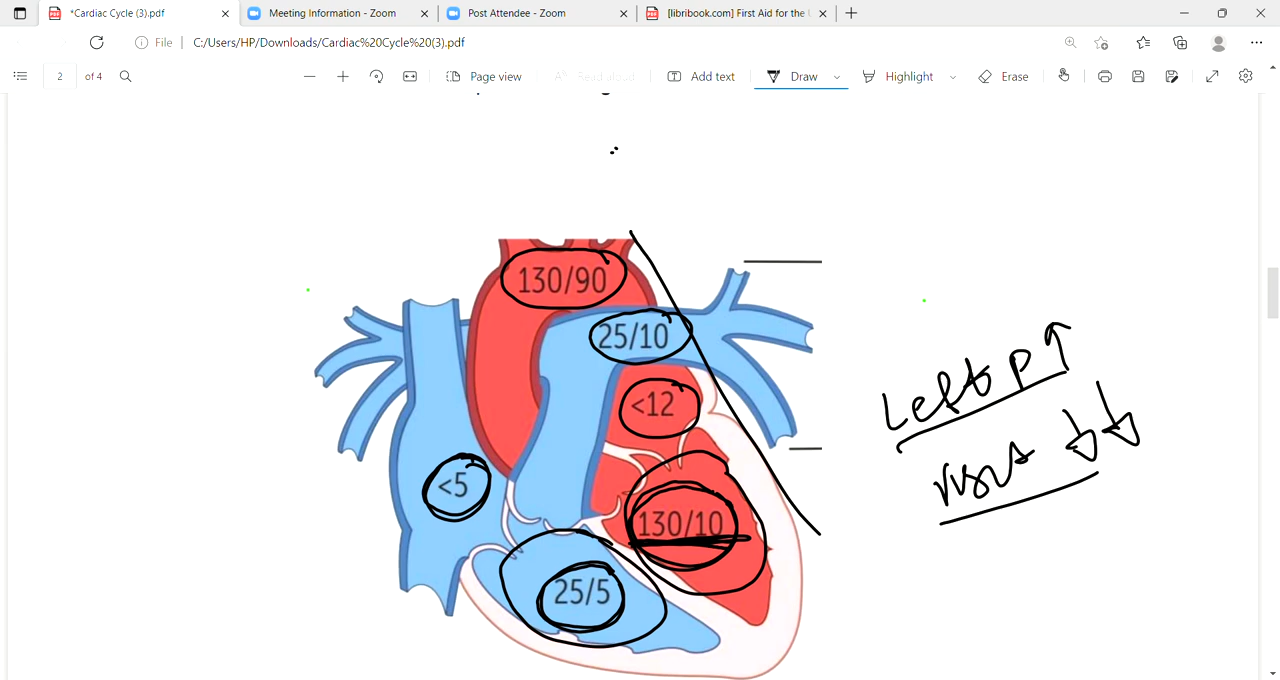 *Cardiac Cycle (3).pdf
Meeting Information - Zoom
Post Attendee - Zoom
[libribook.com] First Aid for the
File
C:/Users/HP/Downloads/Cardiac%20Cycle%20(3).pdf
2 of 4
Page view
Read aloud
Add text
Draw
Highlight
Erase
130/90
25/10
<12
<5
130/10
25/5
Left P ↑